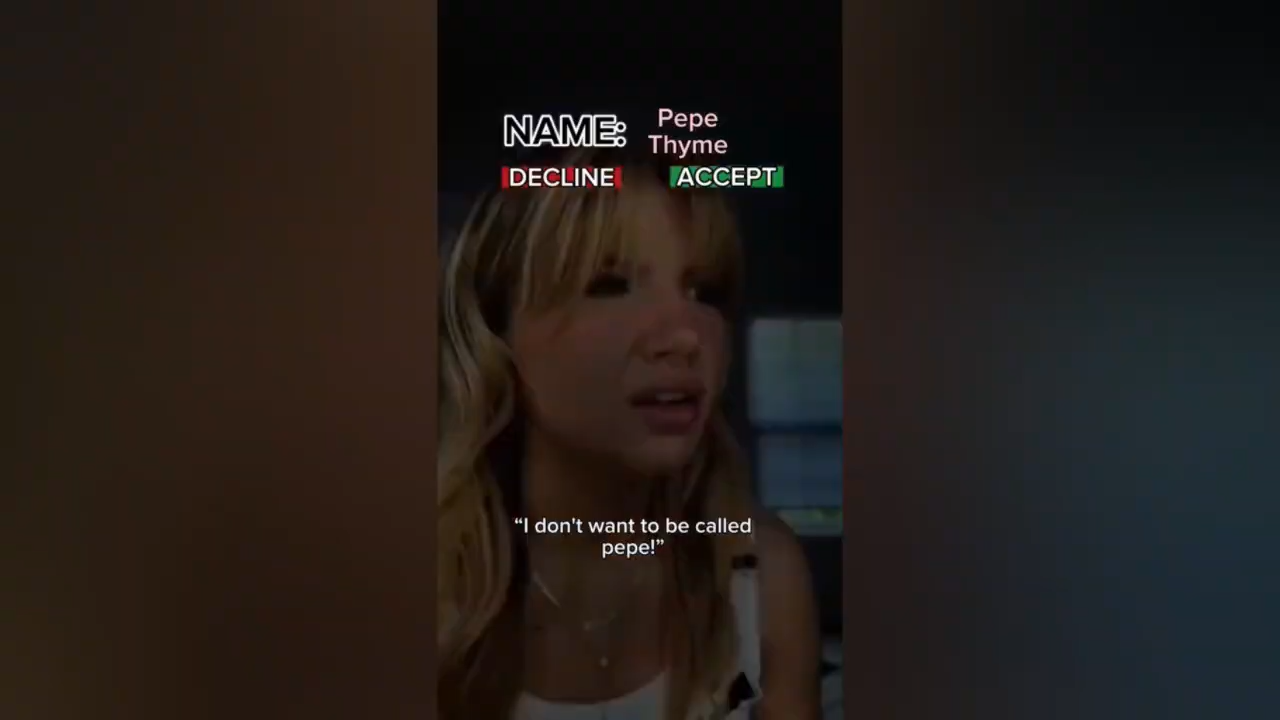 NAME:
Pepe
Thyme
DECLINE
ACCEPT
“I don't want to be called
pepe!”